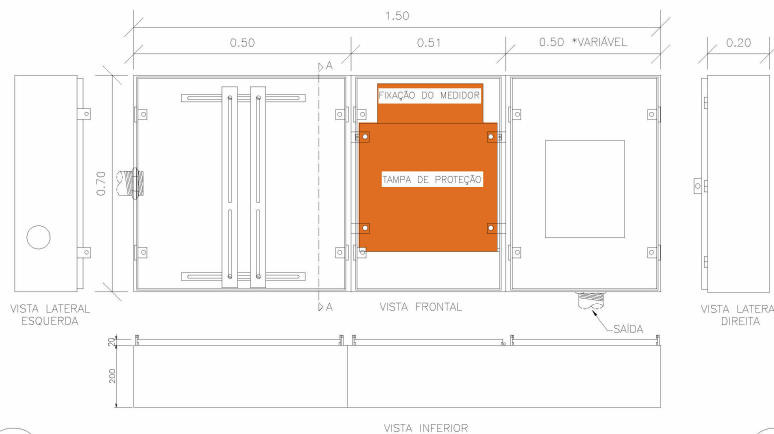 1.50
0.50
0.51
0.50 *VARIÁVEL
0.20
A
FIXAÇÃO DO MEDIDOR
TAMPA DE PROTEÇÃO
0.70
A
VISTA LATERAL
ESQUERDA
VISTA FRONTAL
VISTA LATERA
DIREITA
SAÍDA
20
200
VISTA INFERIOR